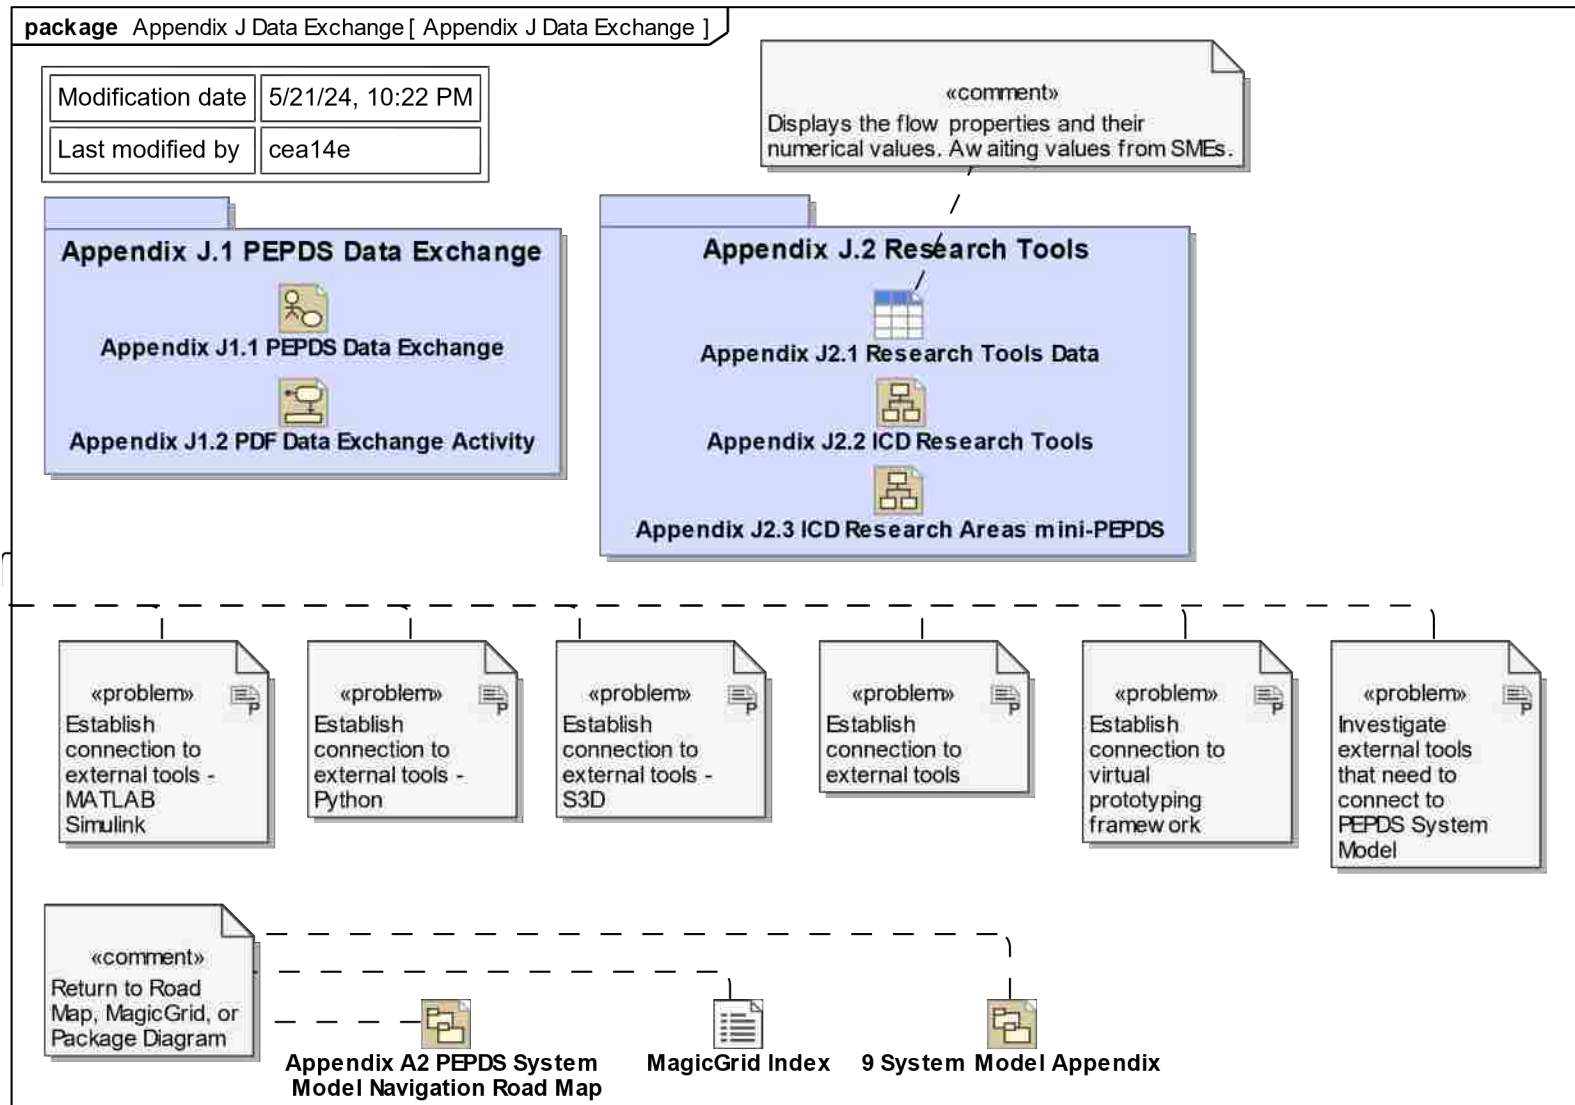 package Appendix J Data Exchange [ Appendix J Data Exchange ]
Modification date 5/21/24, 10:22 PM
Last modified by cea14e
«comment»
Displays the flow properties and their
numerical values. Awaiting values from SMEs.
Appendix J.1 PEPDS Data Exchange
Appendix J1.1 PEPDS Data Exchange
Appendix J1.2 PDF Data Exchange Activity
Appendix J.2 Research Tools
Appendix J2.1 Research Tools Data
Appendix J2.2 ICD Research Tools
Appendix J2.3 ICD Research Areas mini-PEPDS
«problem»
P
Establish
connection to
external tools -
MATLAB
Simulink
«problem»
P
Establish
connection to
external tools -
Python
«problem»
P
Establish
connection to
external tools -
S3D
«problem»
P
Establish
connection to
external tools
«problem»
P
Establish
connection to
virtual
prototyping
framework
«problem»
P
Investigate
external tools
that need to
connect to
PEPDS System
Model
«comment»
Return to Road
Map, MagicGrid, or
Package Diagram
Appendix A2 PEPDS System
Model Navigation Road Map
MagicGrid Index
9 System Model Appendix